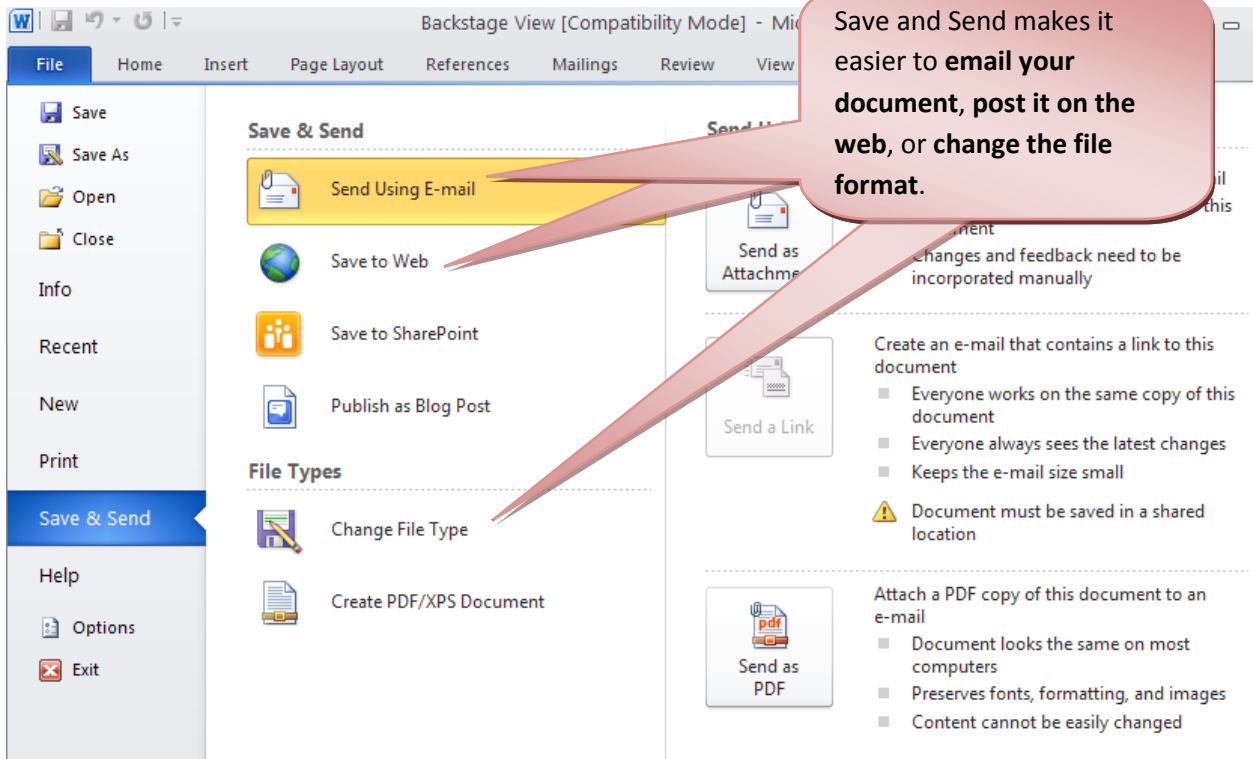 Backstage View [Compatibility Mode] - Mic
File Home Insert Page Layout References Mailings Review View
Save and Send makes it
easier to email your
document, post it on the
web, or change the file
format.
Save
Save As
Open
Close
Info
Recent
New
Print
Save & Send
Help
Options
Exit
Save & Send
Send Using E-mail
Save to Web
Save to SharePoint
Publish as Blog Post
File Types
Change File Type
Create PDF/XPS Document
Send
this
Send as
Changes and feedback need to be
incorporated manually
Create an e-mail that contains a link to this
document
Everyone works on the same copy of this
document
Everyone always sees the latest changes
Keeps the e-mail size small
Document must be saved in a shared
location
Send a Link
Attach a PDF copy of this document to an
e-mail
Document looks the same on most
computers
Preserves fonts, formatting, and images
Content cannot be easily changed
pdf
Send as
PDF